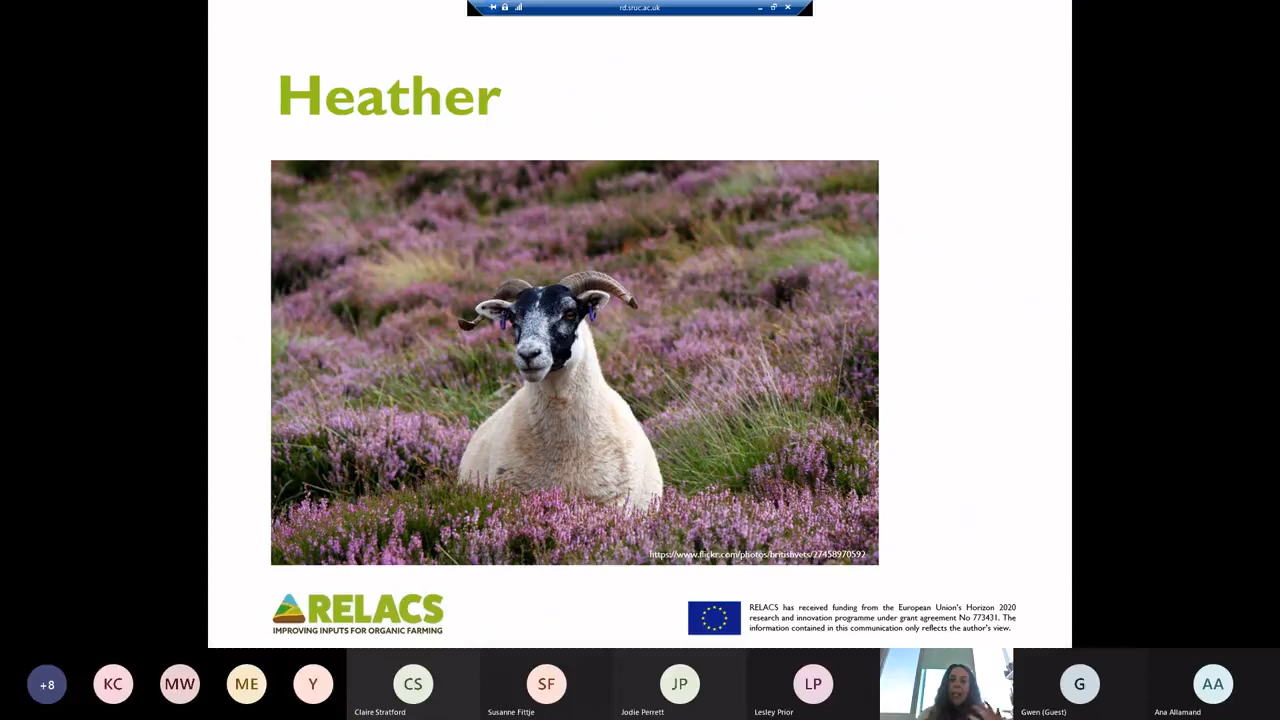 rd.sruc.ac.uk
Heather
https://www.flickr.com/photos/britishvets/27458970592
RELACS
IMPROVING INPUTS FOR ORGANIC FARMING
RELACS has received funding from the European Union's Horizon 2020
research and innovation programme under grant agreement No 773431. The
information contained in this communication only reflects the author's view.
+8
KC
MW
ME
Y
CS
SF
JP
LP
G
AA
Claire Stratford
Susanne Fittje
Jodie Perrett
Lesley Prior
Gwen (Guest)
Ana Allamand